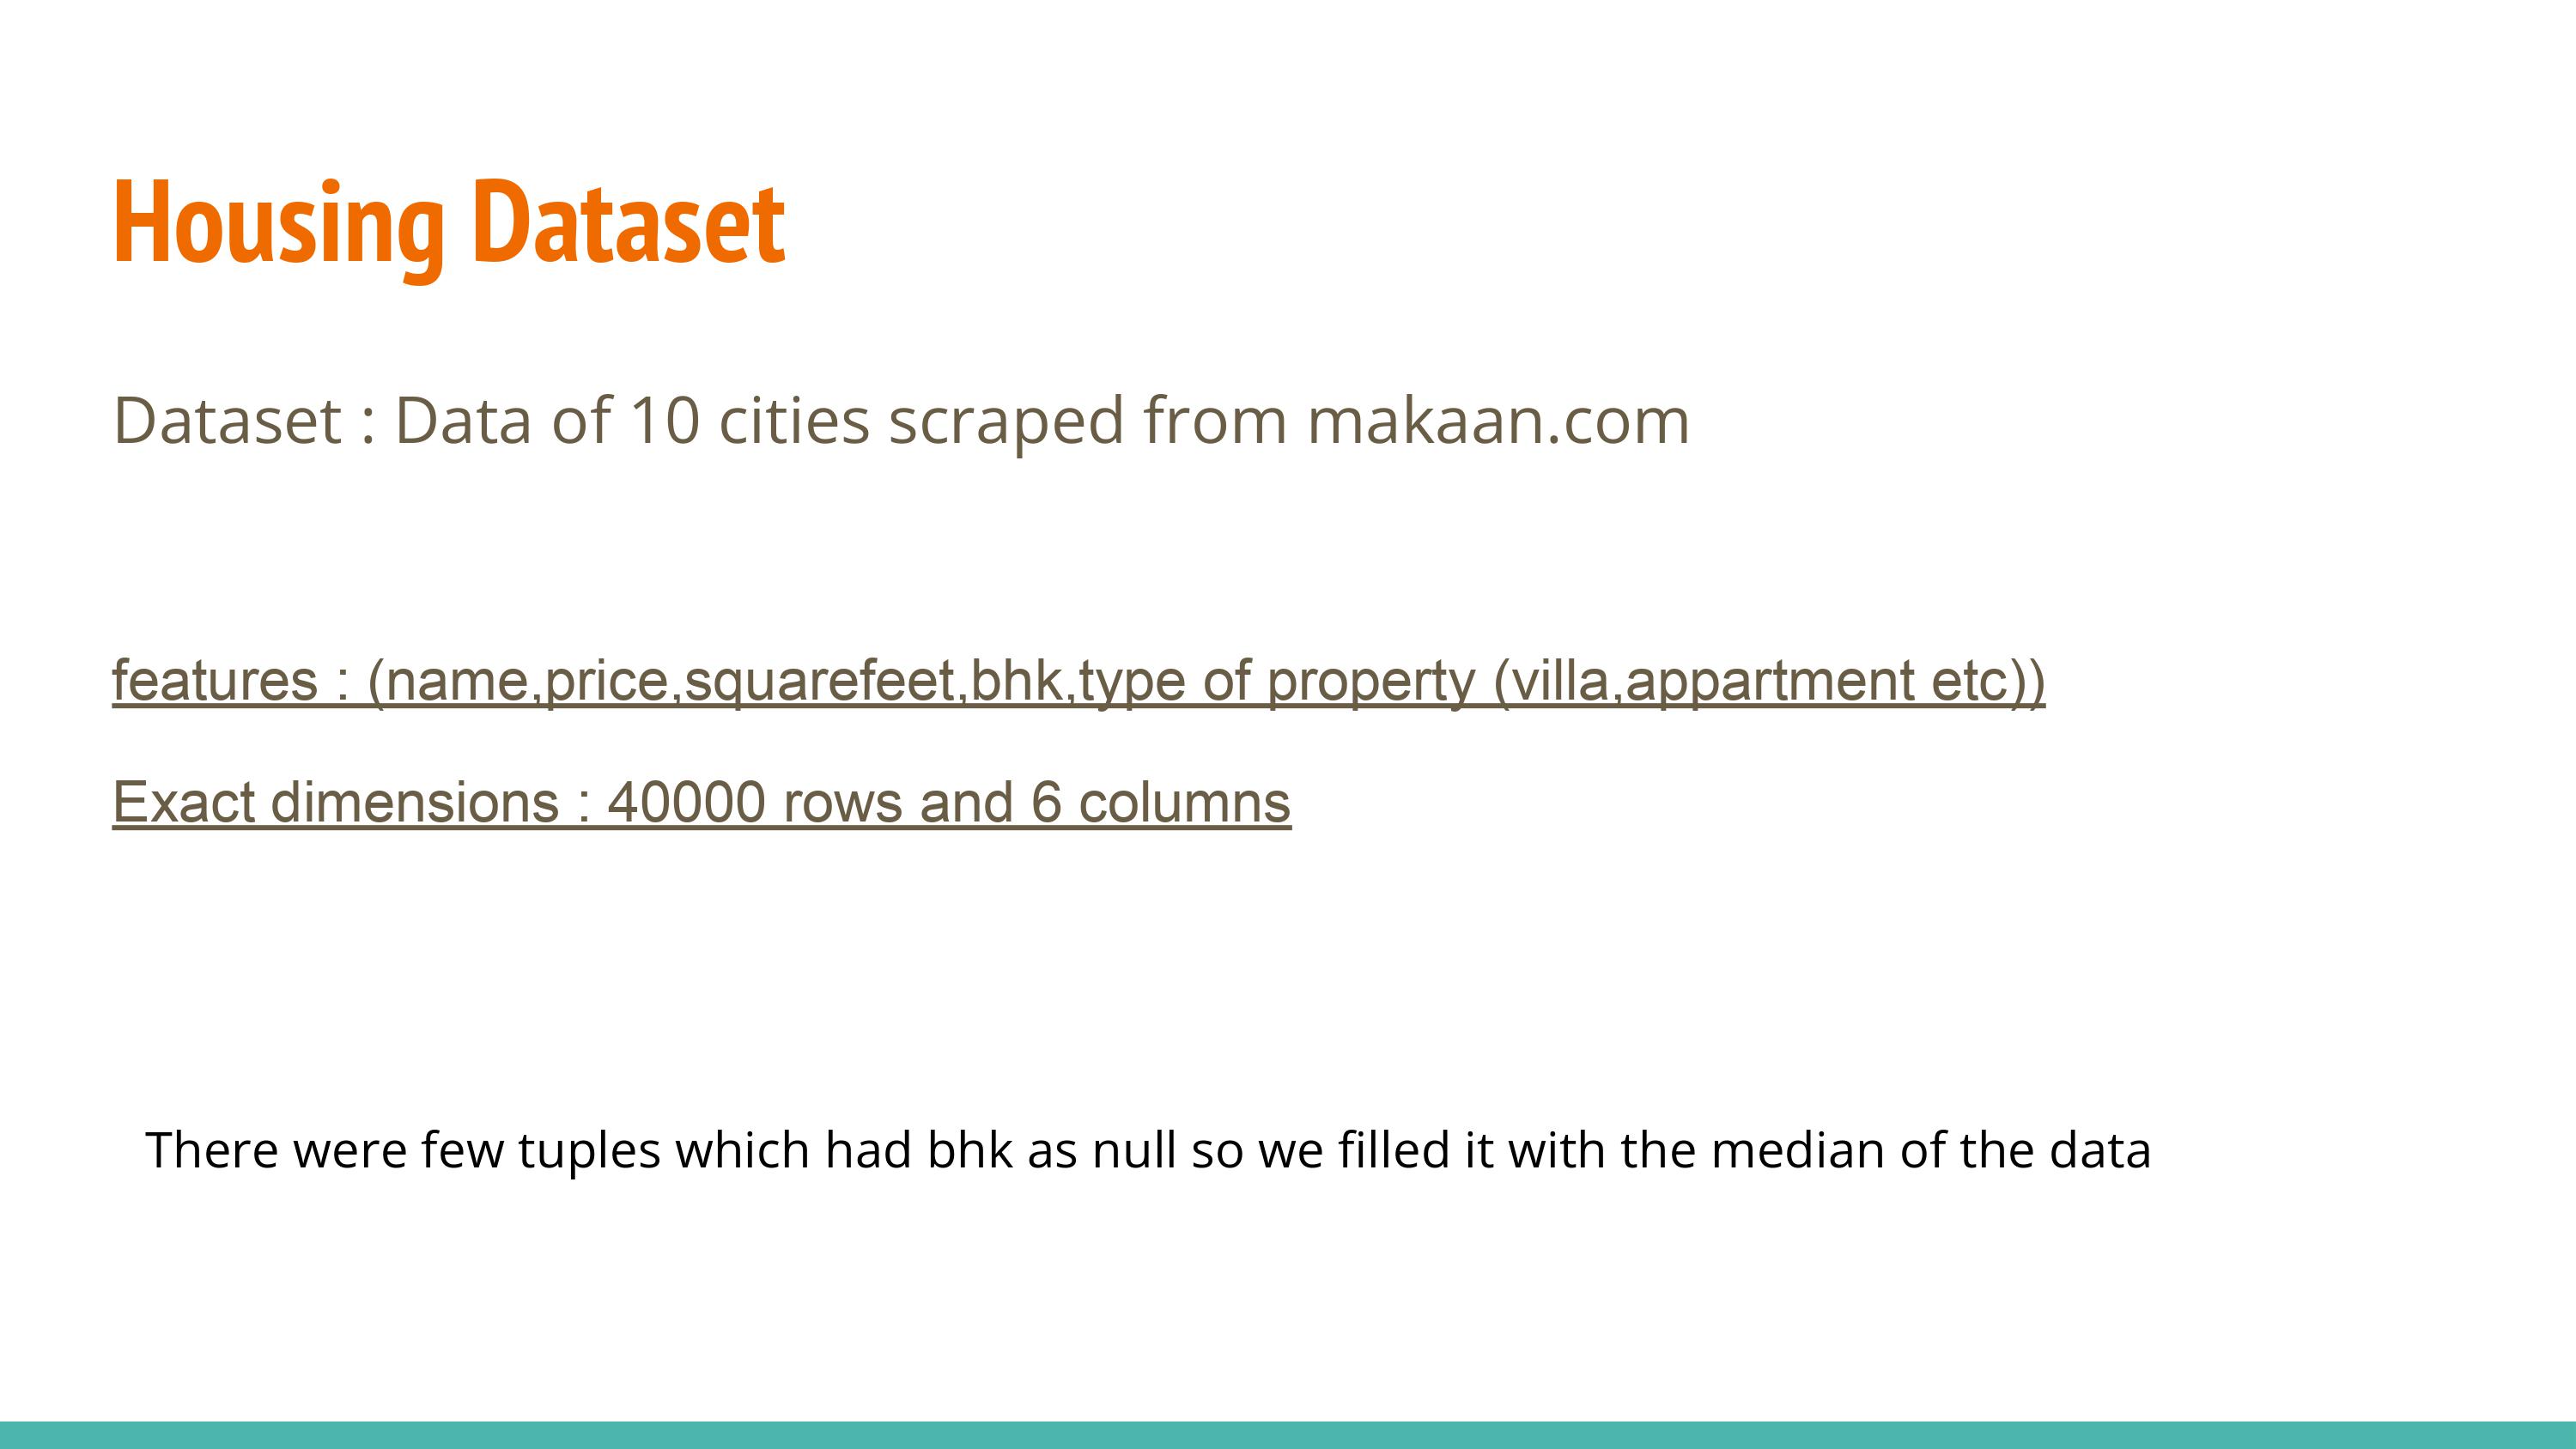 Housing Dataset
Dataset : Data of 10 cities scraped from makaan.com
features : (name,price,squarefeet,bhk,type of property (villa,appartment etc))
Exact dimensions : 40000 rows and 6 columns
There were few tuples which had bhk as null so we filled it with the median of the data